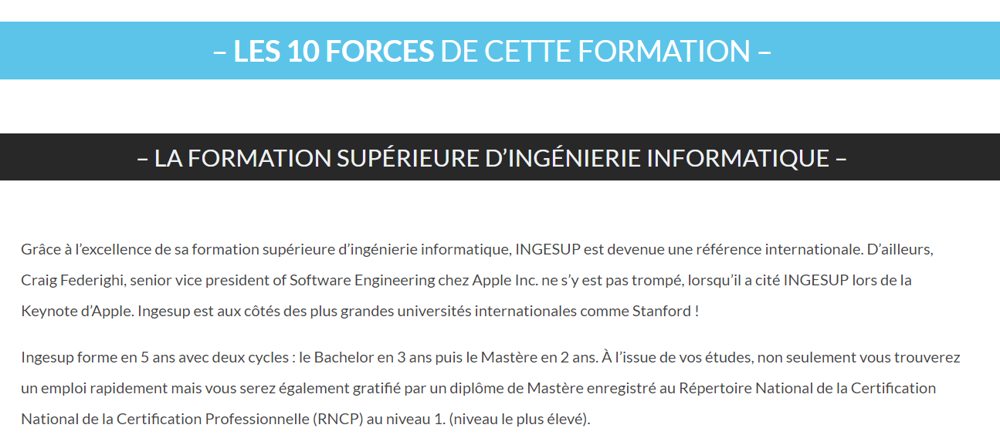 – LES 10 FORCES DE CETTE FORMATION –
– LA FORMATION SUPÉRIEURE D’INGÉNIERIE INFORMATIQUE –
Grâce à l’excellence de sa formation supérieure d’ingénierie informatique, INGESUP est devenue une référence internationale. D’ailleurs,
Craig Federighi, senior vice president of Software Engineering chez Apple Inc. ne s’y est pas trompé, lorsqu’il a cité INGESUP lors de la
Keynote d’Apple. Ingesup est aux côtés des plus grandes universités internationales comme Stanford !
Ingesup forme en 5 ans avec deux cycles : le Bachelor en 3 ans puis le Mastère en 2 ans. À l’issue de vos études, non seulement vous trouverez
un emploi rapidement mais vous serez également gratifié par un diplôme de Mastère enregistré au Répertoire National de la Certification
National de la Certification Professionnelle (RNCP) au niveau 1. (niveau le plus élevé).